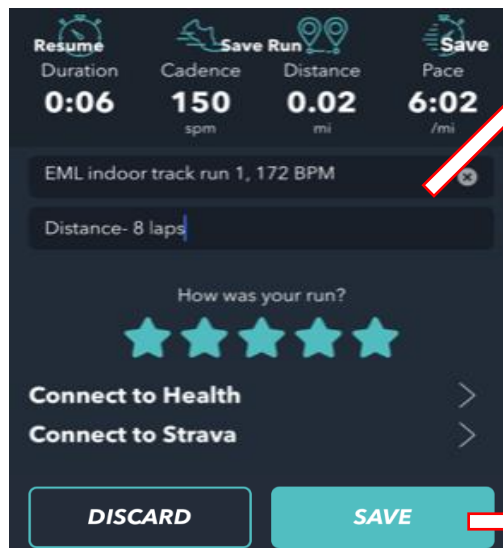 Resume Save Run Save
Duration Cadence Distance Pace
0:06 150 0.02 6:02
spm mi /mi
EML indoor track run 1, 172 BPM
Distance- 8 laps
How was your run?
Connect to Health
Connect to Strava
DISCARD SAVE